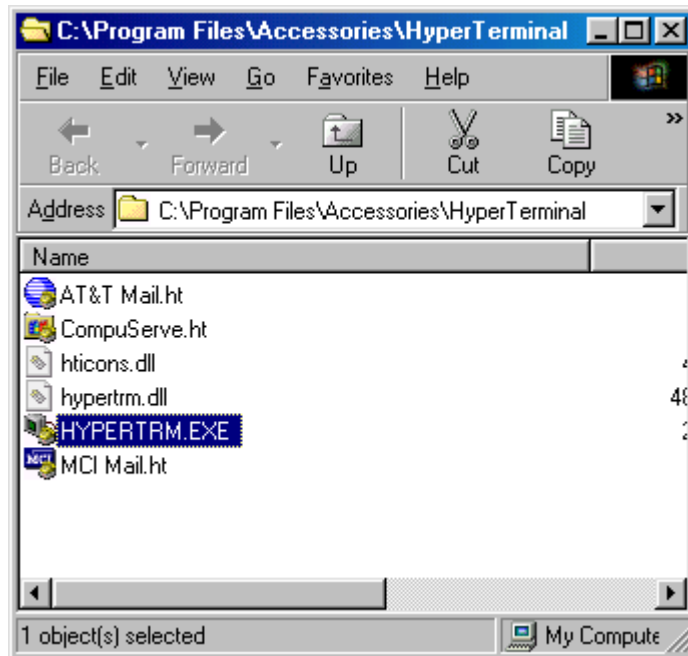 C:\Program Files\Accessories\HyperTerminal
File Edit View Go Favorites Help
Back Forward Up Cut Copy »
Address C:\Program Files\Accessories\HyperTerminal
Name
AT&T Mail.ht
CompuServe.ht
hticons.dll
hypertrm.dll 48
HYPERTRM.EXE
MCI Mail.ht
1 object(s) selected My Compute